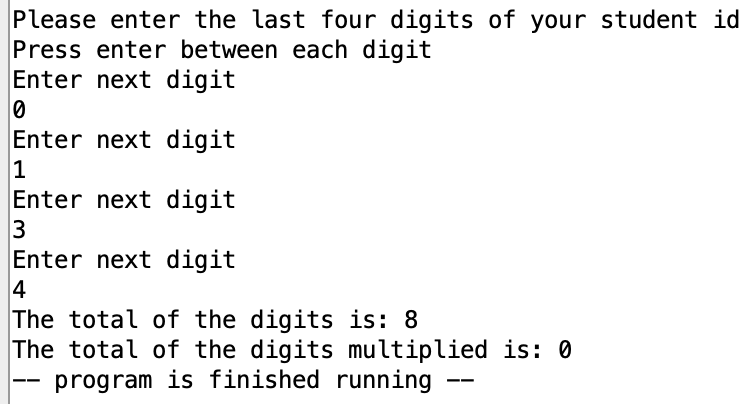 Please enter the last four digits of your student id
Press enter between each digit
Enter next digit
0
Enter next digit
1
Enter next digit
3
Enter next digit
4
The total of the digits is: 8
The total of the digits multiplied is: 0
-- program is finished running --